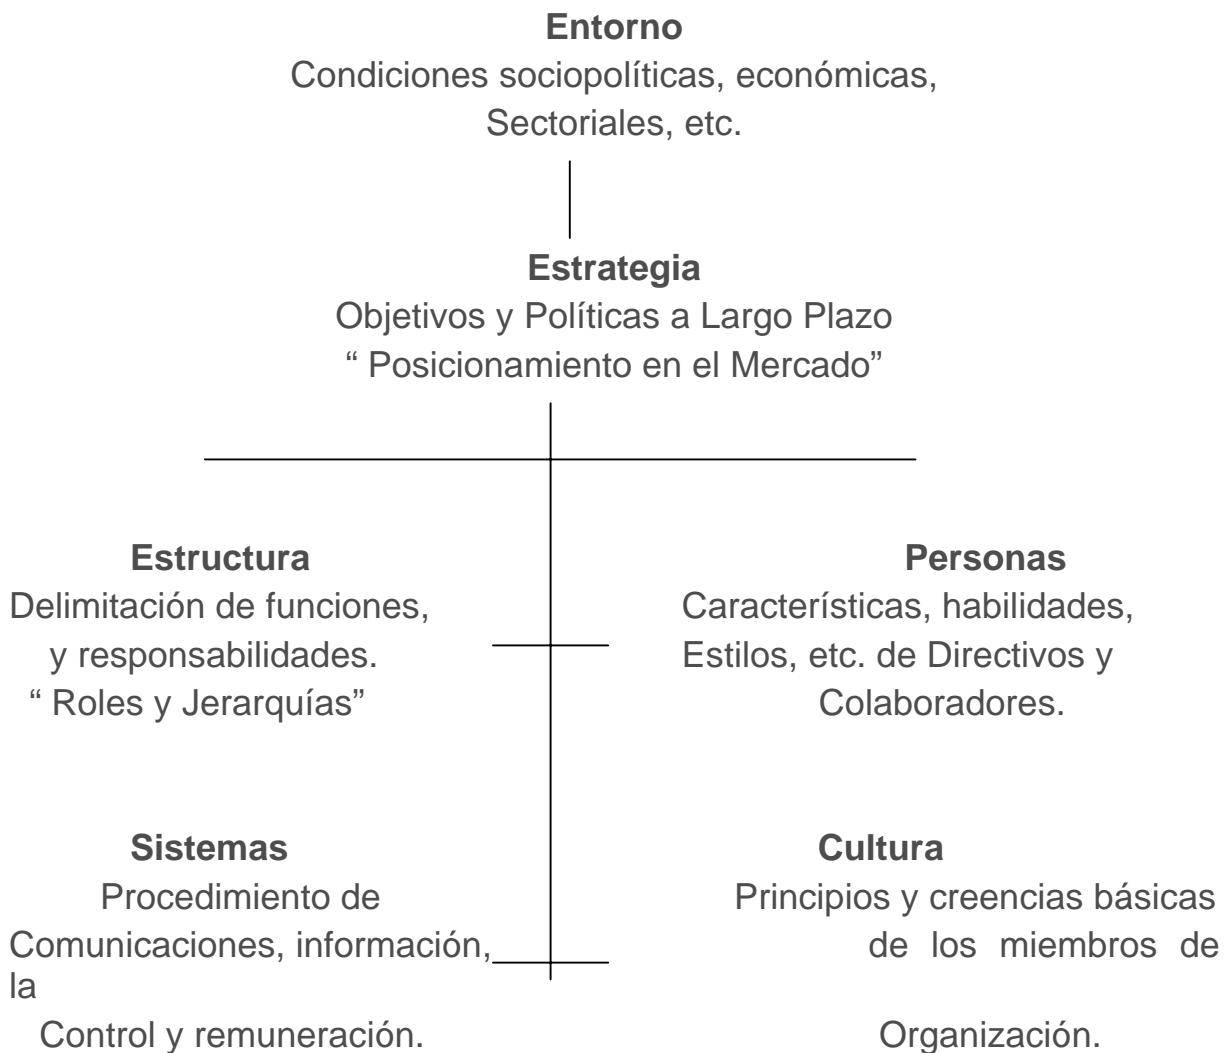 Entorno
Condiciones sociopolíticas, económicas,
Sectoriales, etc.
Estrategia
Objetivos y Políticas a Largo Plazo
“ Posicionamiento en el Mercado”
Estructura
Delimitación de funciones,
y responsabilidades.
“ Roles y Jerarquías”
Personas
Características, habilidades,
Estilos, etc. de Directivos y
Colaboradores.
Sistemas
Procedimiento de
Comunicaciones, información,
la
Control y remuneración.
Cultura
Principios y creencias básicas
de los miembros de
Organización.